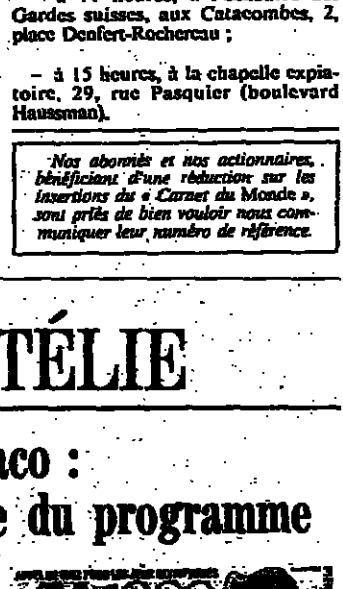 Gardes suisses, aux Catacombes, 2,
place Denfert-Rochereau ;
– à 15 heures, à la chapelle expia-
toire, 29, rue Pasquier (boulevard
Haussman).
Nos abonnés et nos actionnaires,
bénéficiant d'une réduction sur les
insertions du « Carnet du Monde »,
sont priés de bien vouloir nous com-
muniquer leur numéro de référence.
TÉLIE
aco :
e du programme